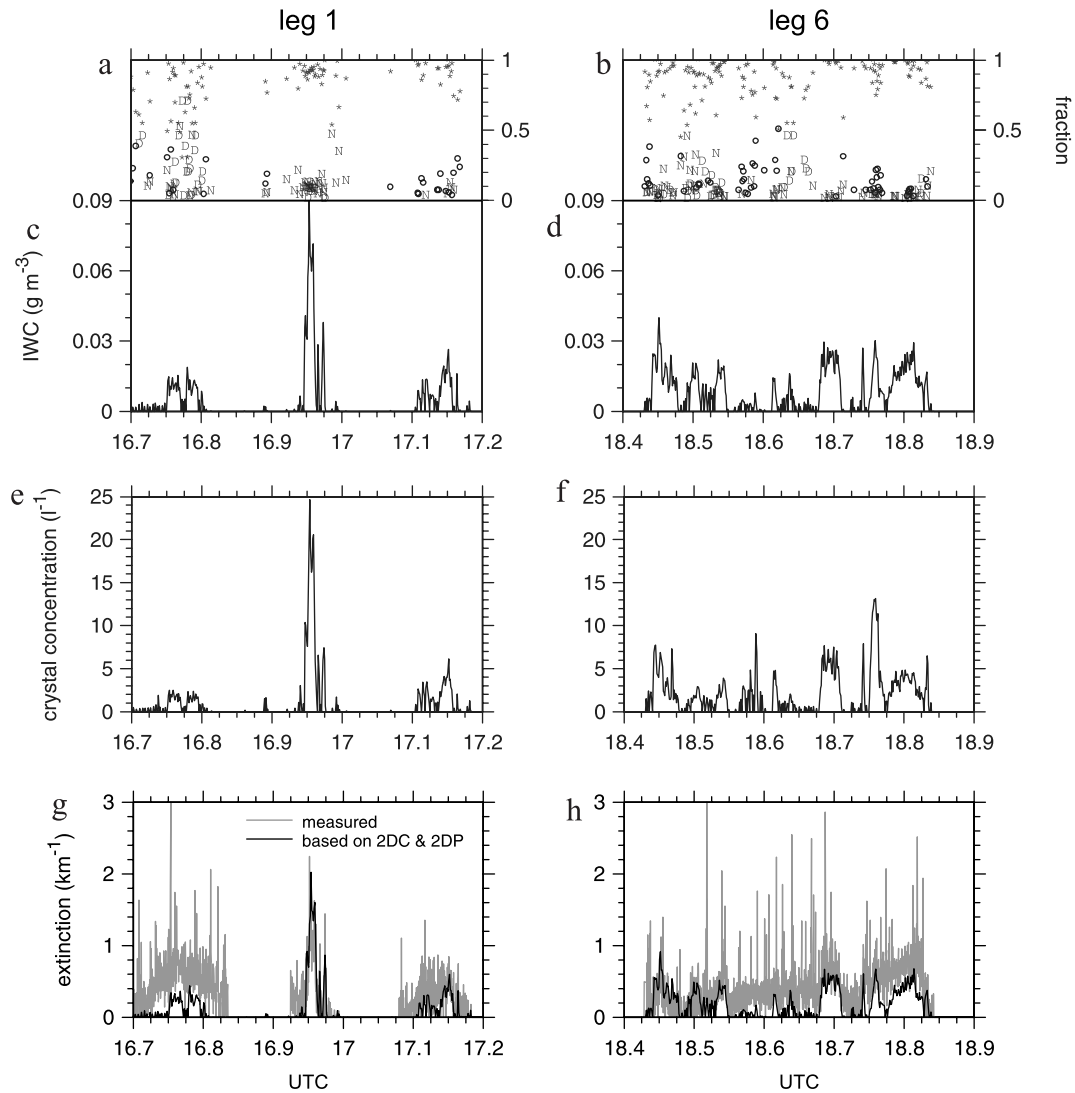 leg 1 leg 6
a b
1 1
0.5 0.5
0 0
fraction
c d
IWC (g m-3)
0.09 0.09
0.06 0.06
0.03 0.03
0 0
16.7 16.8 16.9 17 17.1 17.2 18.4 18.5 18.6 18.7 18.8 18.9
e f
crystal concentration (l-1)
25 25
20 20
15 15
10 10
5 5
0 0
16.7 16.8 16.9 17 17.1 17.2 18.4 18.5 18.6 18.7 18.8 18.9
g h
extinction (km-1)
3 3
measured
based on 2DC & 2DP
2 2
1 1
0 0
16.7 16.8 16.9 17 17.1 17.2 18.4 18.5 18.6 18.7 18.8 18.9
UTC UTC